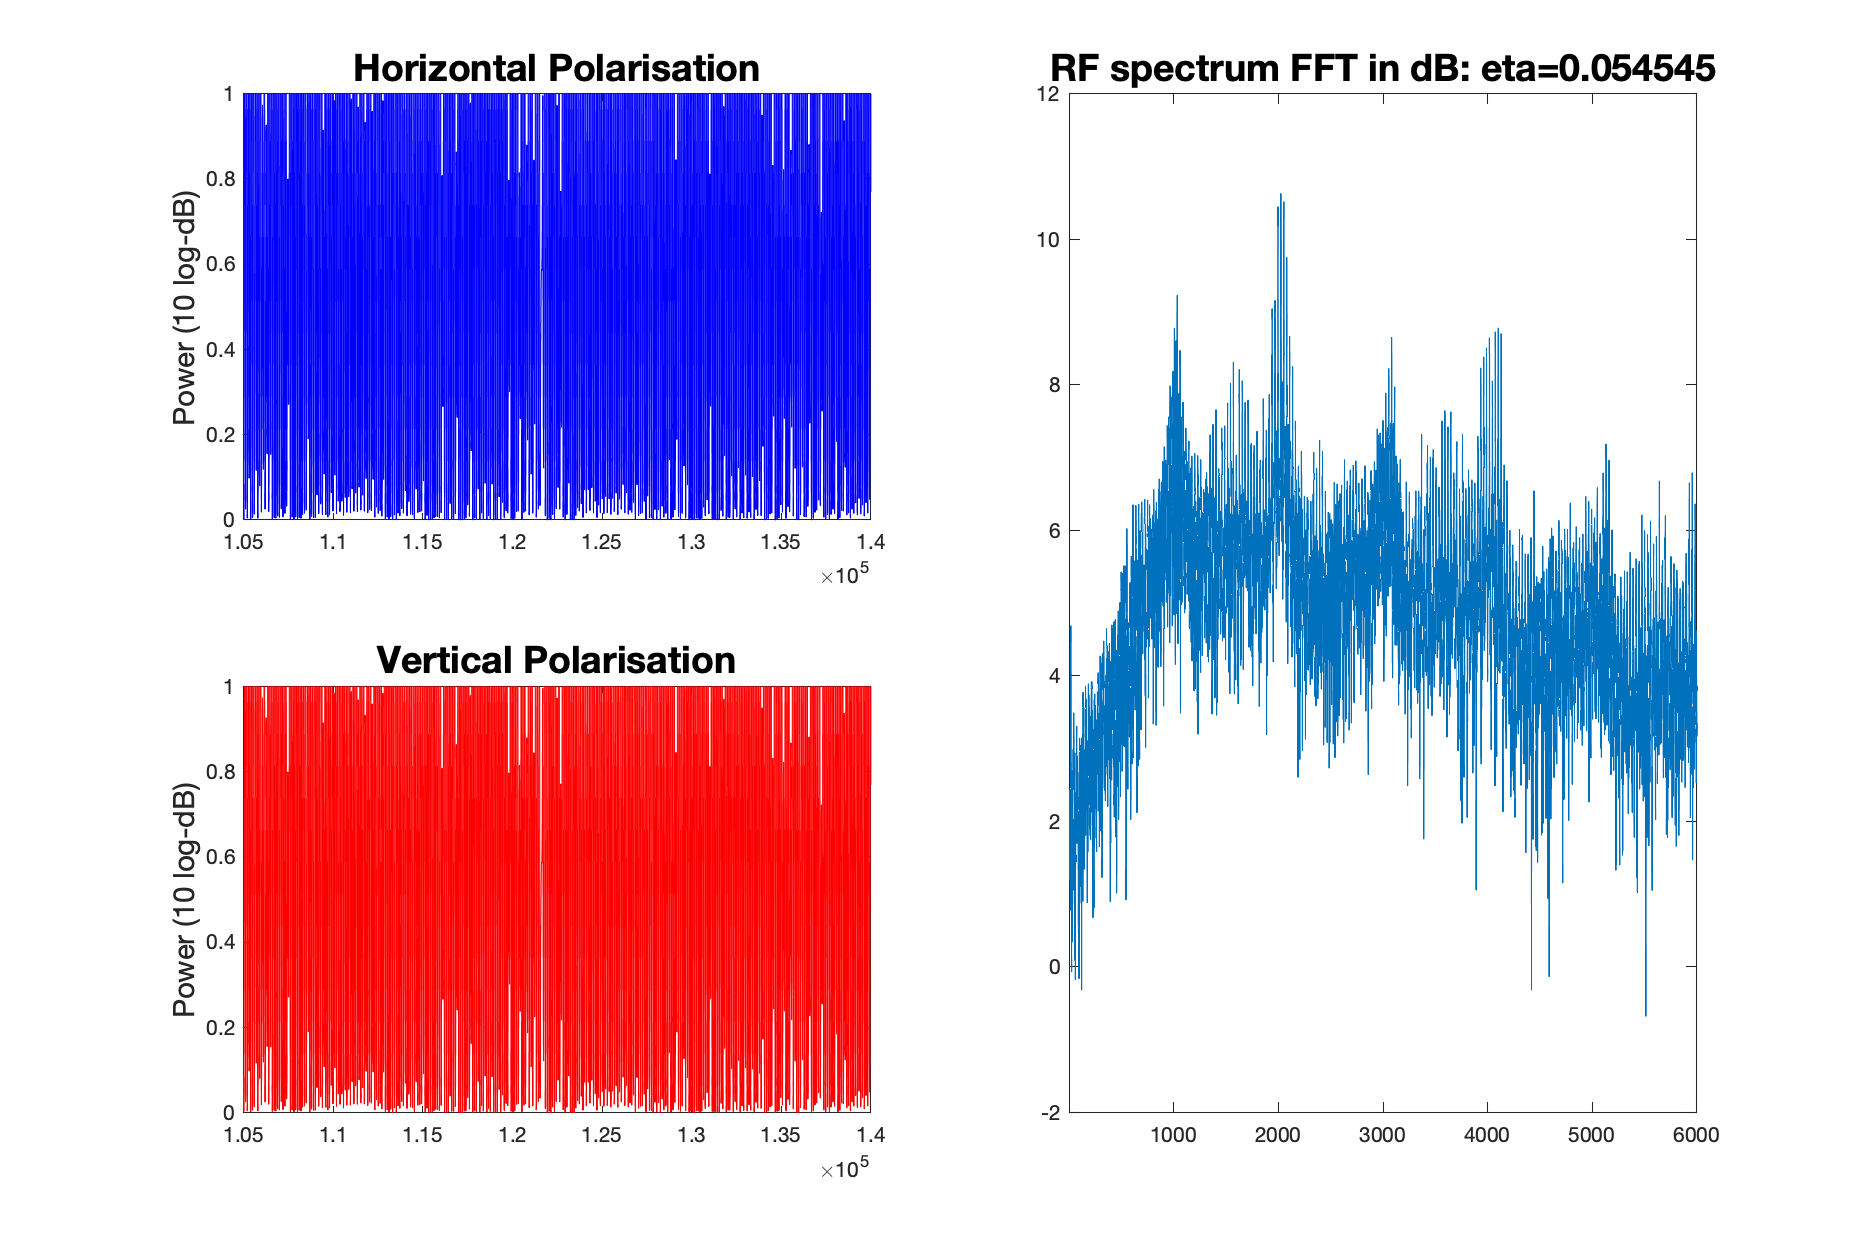 Horizontal Polarisation
Power (10 log-dB)
1
0.8
0.6
0.4
0.2
0
1.05 1.1 1.15 1.2 1.25 1.3 1.35 1.4
×10^5
Vertical Polarisation
Power (10 log-dB)
1
0.8
0.6
0.4
0.2
0
1.05 1.1 1.15 1.2 1.25 1.3 1.35 1.4
×10^5
RF spectrum FFT in dB: eta=0.054545
12
10
8
6
4
2
0
-2
1000 2000 3000 4000 5000 6000